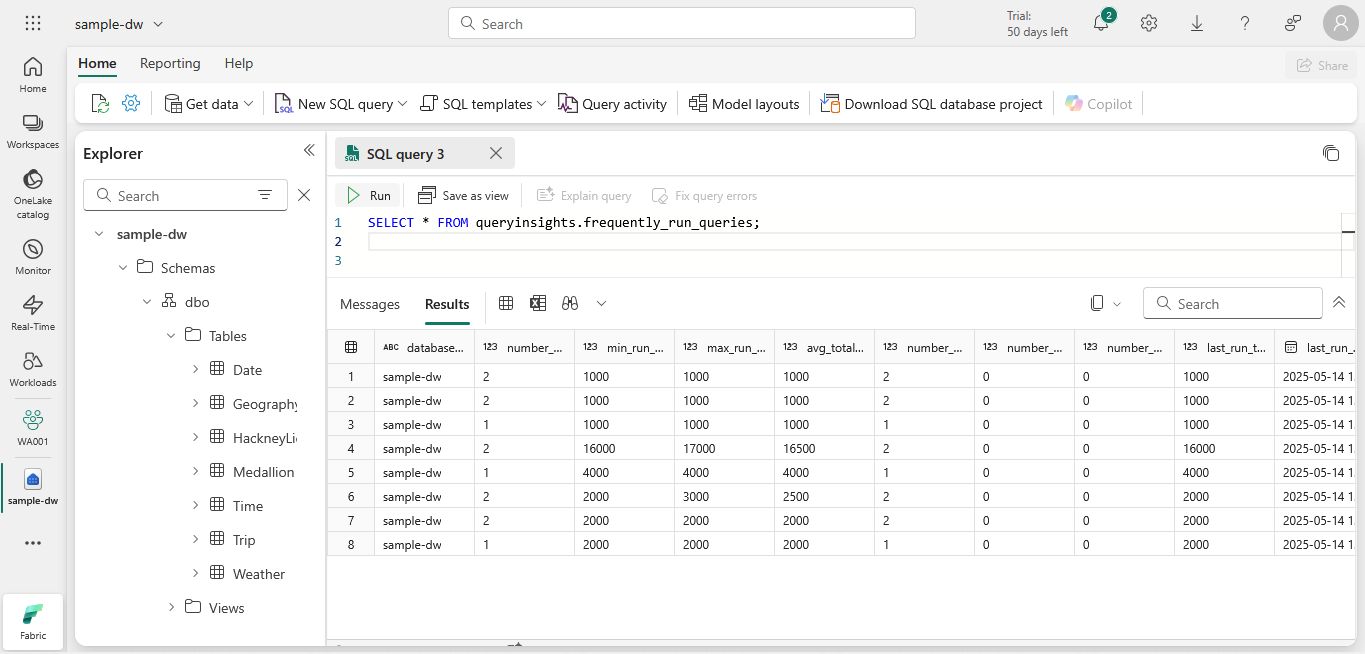 sample-dw
Search
Trial:
50 days left
2
Home
Reporting
Help
Share
Get data
SQL
New SQL query
SQL templates
Query activity
Model layouts
Download SQL database project
Copilot
Home
Workspaces
OneLake
catalog
Monitor
Real-Time
Workloads
WA001
sample-dw
Fabric
Explorer
Search
sample-dw
Schemas
dbo
Tables
Date
Geography
HackneyLi
Medallion
Time
Trip
Weather
Views
SQL query 3
Run
Save as view
Explain query
Fix query errors
1 SELECT * FROM queryinsights.frequently_run_queries;
2
3
Messages
Results
Search
ABC database... 123 number_... 123 min_run_... 123 max_run_... 123 avg_total... 123 number_... 123 number_... 123 number_... 123 last_run_t... last_run_.
1 sample-dw 2 1000 1000 1000 2 0 0 1000 2025-05-14 1.
2 sample-dw 2 1000 1000 1000 2 0 0 1000 2025-05-14 1.
3 sample-dw 1 1000 1000 1000 1 0 0 1000 2025-05-14 1.
4 sample-dw 2 16000 17000 16500 2 0 0 16000 2025-05-14 1.
5 sample-dw 1 4000 4000 4000 1 0 0 4000 2025-05-14 1.
6 sample-dw 2 2000 3000 2500 2 0 0 2000 2025-05-14 1.
7 sample-dw 2 2000 2000 2000 2 0 0 2000 2025-05-14 1.
8 sample-dw 1 2000 2000 2000 1 0 0 2000 2025-05-14 1.